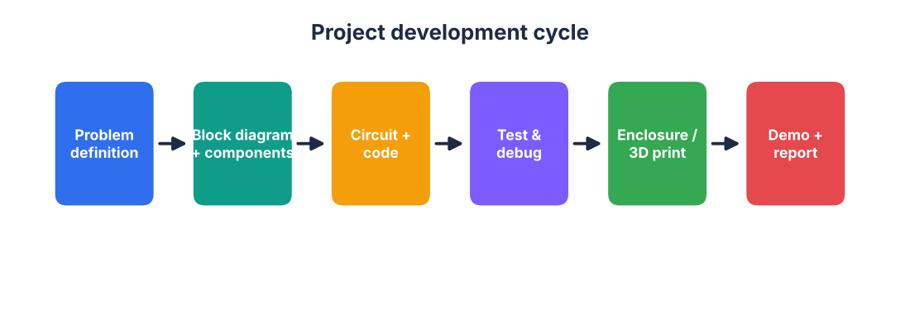 Project development cycle
Problem
definition
Block diagram
+ components
Circuit +
code
Test &
debug
Enclosure /
3D print
Demo +
report